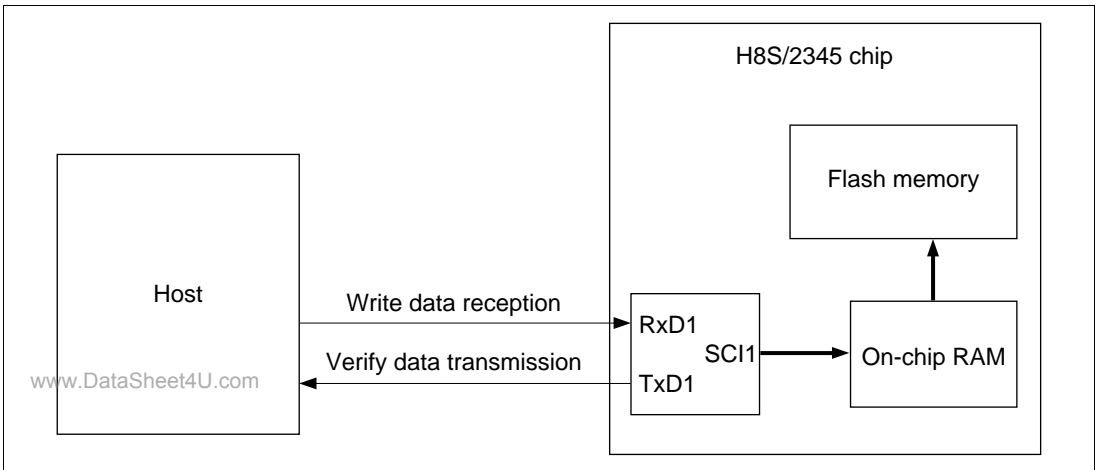 H8S/2345 chip
Flash memory
Host
Write data reception
RxD1
SCI1
On-chip RAM
Verify data transmission
TxD1
www.DataSheet4U.com